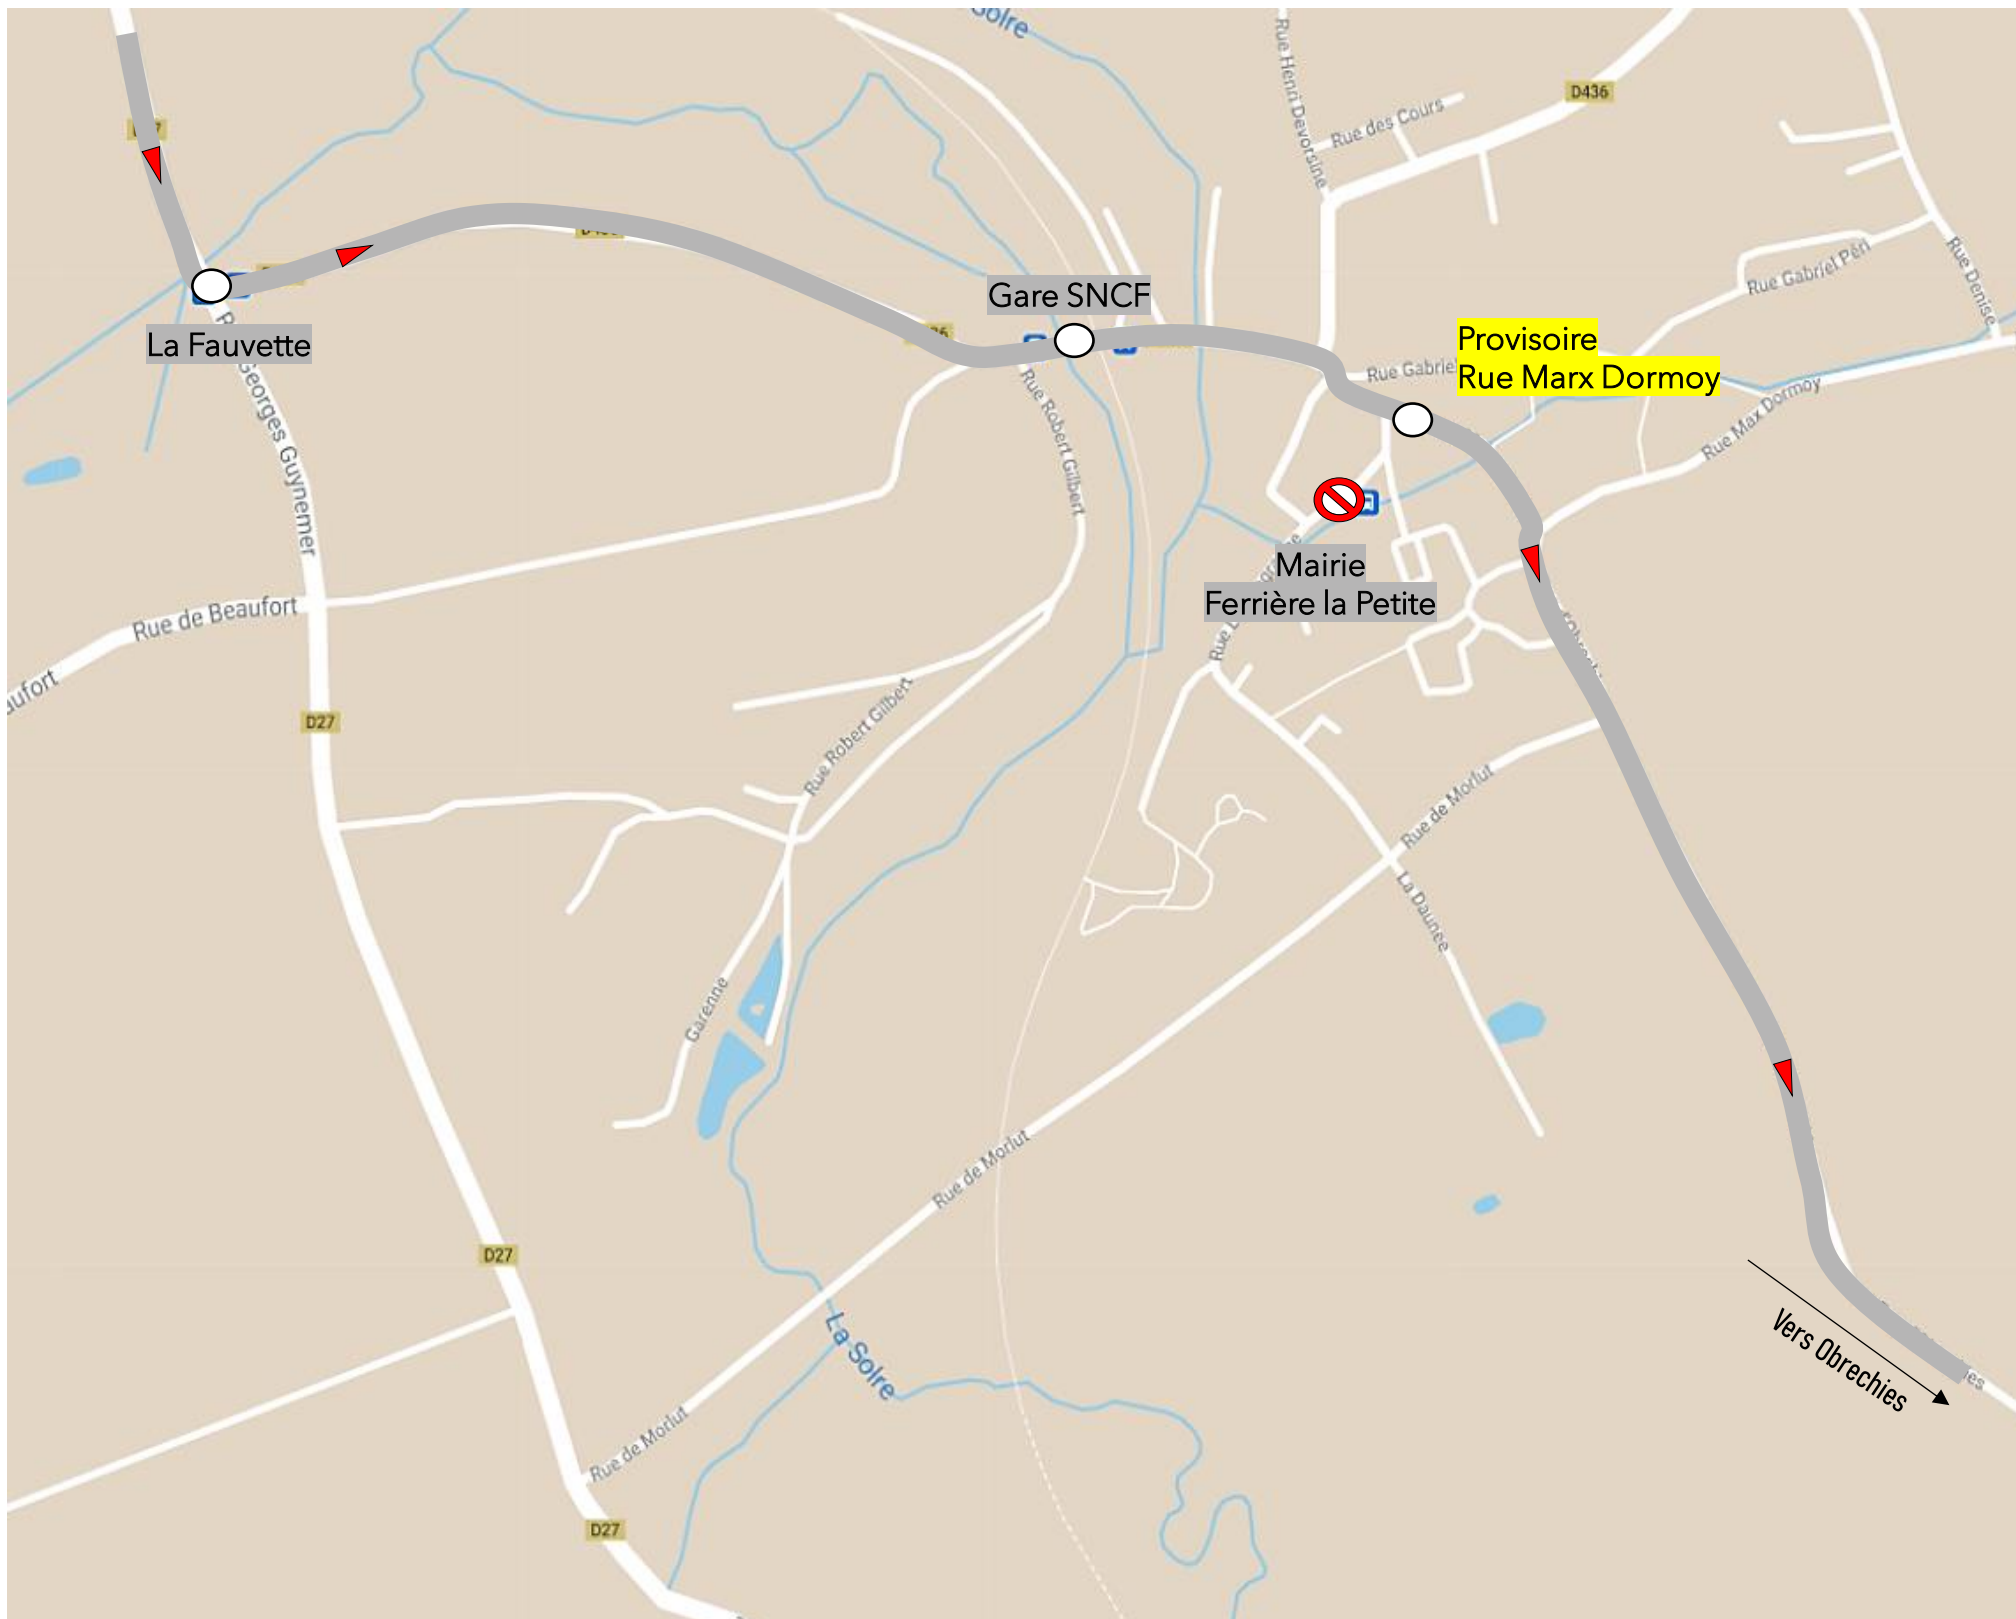 Solre
Rue Henri Devorsine
Rue des Cours
D436
Rue Gabriel Péri
Rue Denise
Gare SNCF
La Fauvette
Provisoire
Rue Marx Dormoy
Rue Gabriel
Rue Max Dormoy
Georges Guynemer
Rue Robert Gilbert
Mairie
Ferrière la Petite
Rue de Beaufort
aufort
D27
Rue Robert Gilbert
Rue de Morlut
La Daunée
Garenne
Rue de Morlut
D27
La Solre
Vers Obrechies
Rue de Morlut
D27